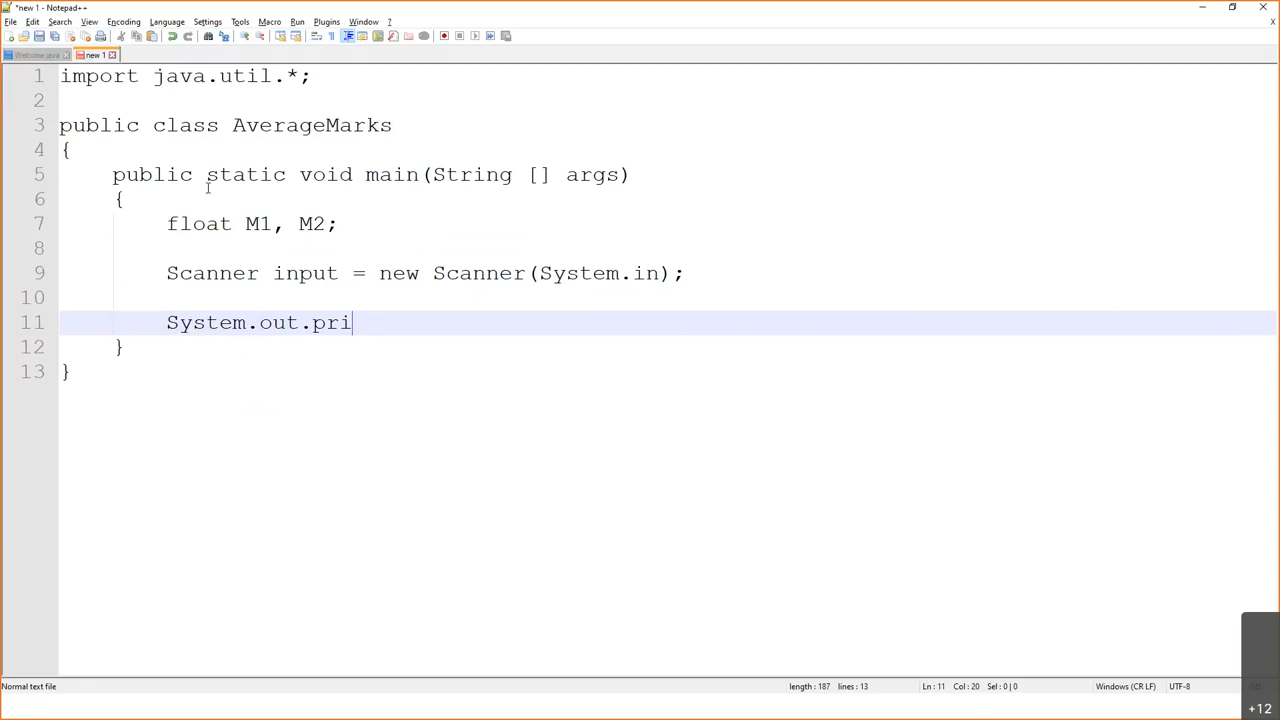 *new 1 - Notepad++
File Edit Search View Encoding Language Settings Tools Macro Run Plugins Window ?
Welcome.java new 1
1 import java.util.*;
2
3 public class AverageMarks
4 {
5 public static void main(String [] args)
6 {
7 float M1, M2;
8
9 Scanner input = new Scanner(System.in);
10
11 System.out.pri
12 }
13 }
Normal text file length : 187 lines : 13 Ln : 11 Col : 20 Sel : 0 | 0 Windows (CR LF) UTF-8
+12